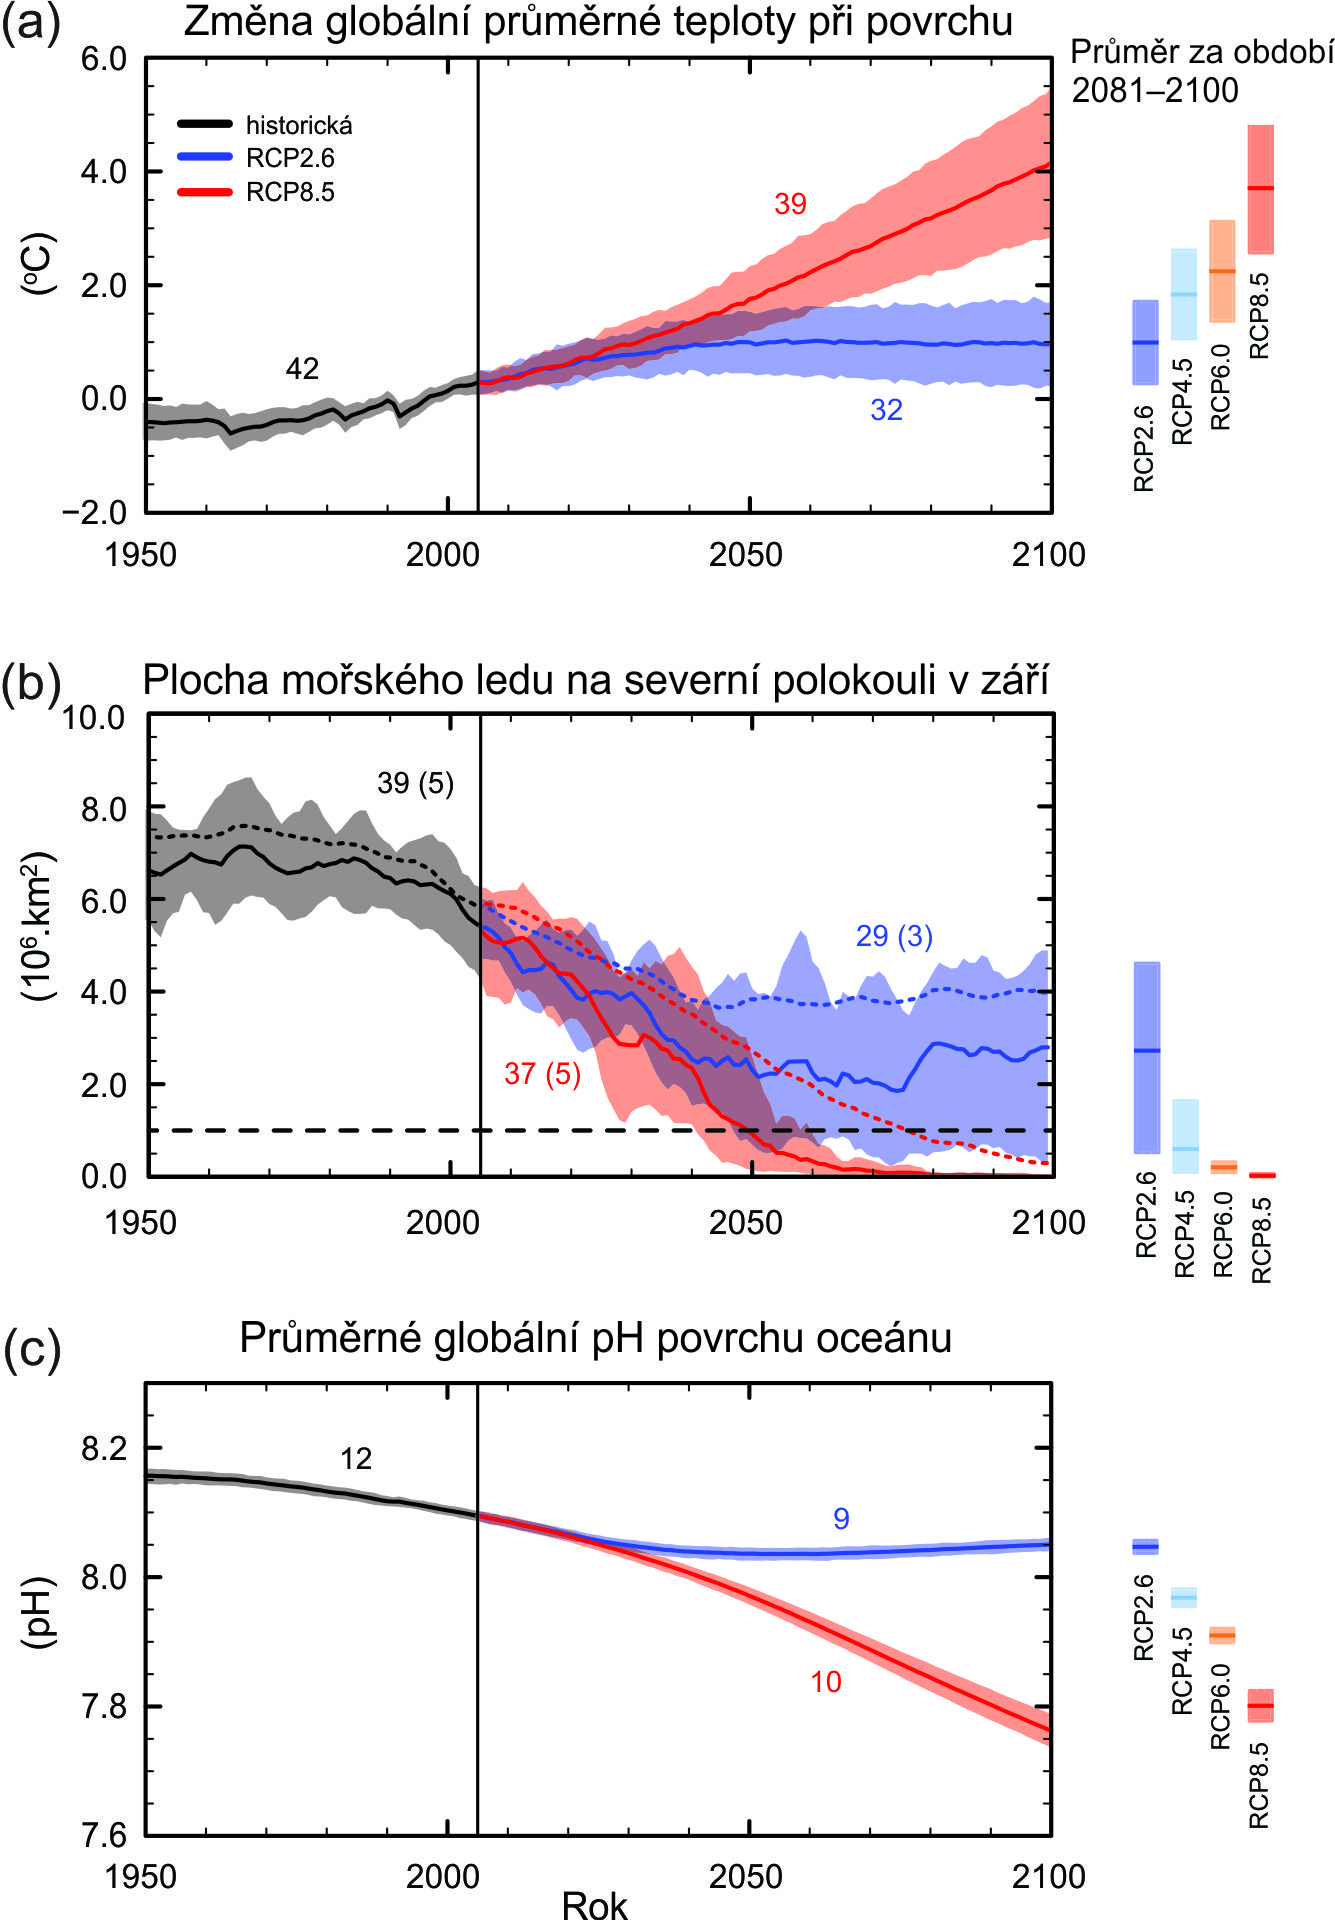 (a)
Změna globální průměrné teploty při povrchu
Průměr za období
2081–2100
6.0
4.0
2.0
0.0
−2.0
(ºC)
historická
RCP2.6
RCP8.5
42
39
32
1950
2000
2050
2100
RCP2.6
RCP4.5
RCP6.0
RCP8.5
(b)
Plocha mořského ledu na severní polokouli v září
10.0
8.0
6.0
4.0
2.0
0.0
(10⁶.km²)
39 (5)
29 (3)
37 (5)
1950
2000
2050
2100
RCP2.6
RCP4.5
RCP6.0
RCP8.5
(c)
Průměrné globální pH povrchu oceánu
8.2
8.0
7.8
7.6
(pH)
12
9
10
1950
2000
2050
2100
Rok
RCP2.6
RCP4.5
RCP6.0
RCP8.5